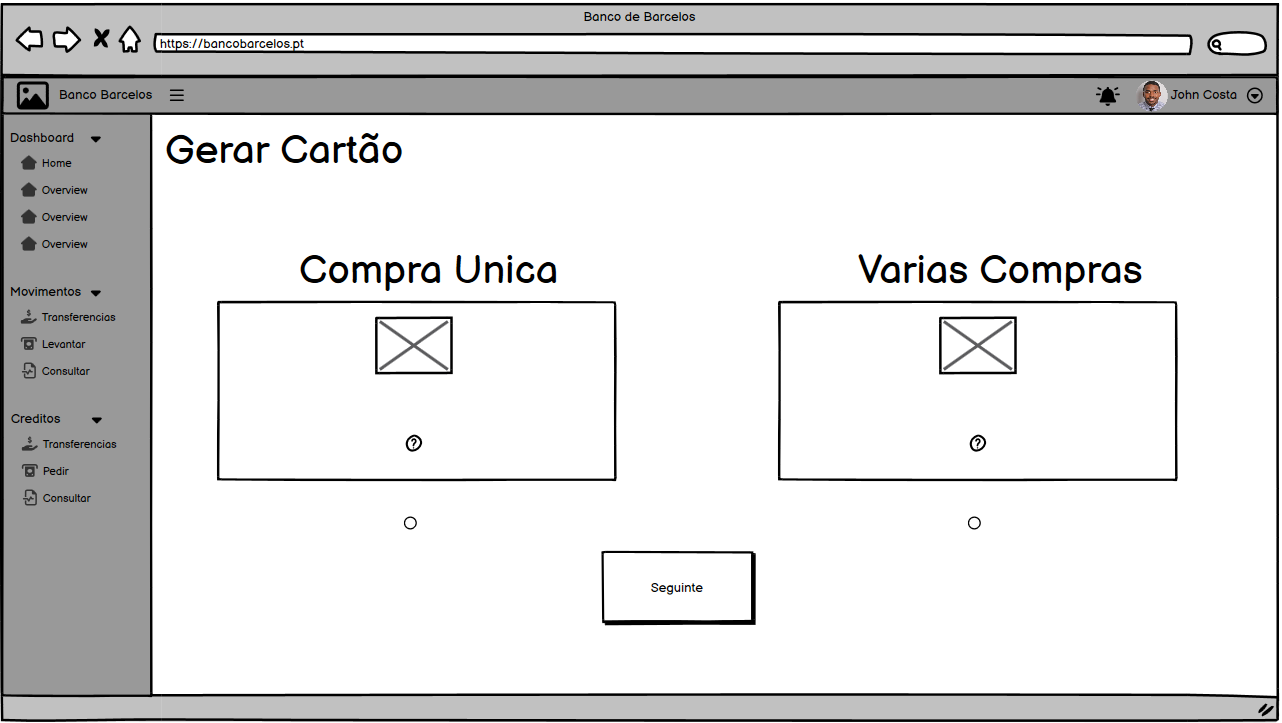 Banco de Barcelos
https://bancobarcelos.pt
Banco Barcelos
John Costa
Dashboard
Home
Overview
Overview
Overview
Movimentos
Transferencias
Levantar
Consultar
Creditos
Transferencias
Pedir
Consultar
Gerar Cartão
Compra Unica
Varias Compras
?
?
Seguinte